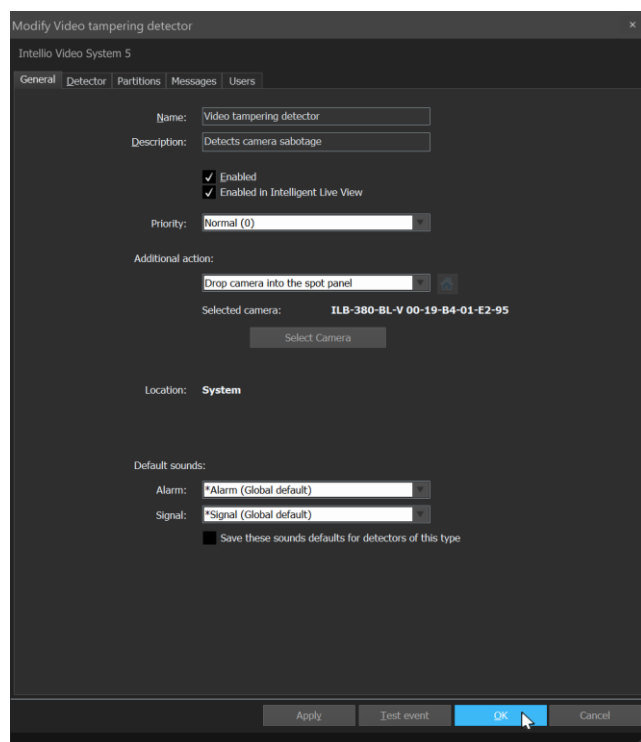 Modify Video tampering detector
Intellio Video System 5
General Detector Partitions Messages Users
Name: Video tampering detector
Description: Detects camera sabotage
Enabled
Enabled in Intelligent Live View
Priority: Normal (0)
Additional action:
Drop camera into the spot panel
Selected camera: ILB-380-BL-V 00-19-B4-01-E2-95
Select Camera
Location: System
Default sounds:
Alarm: *Alarm (Global default)
Signal: *Signal (Global default)
Save these sounds defaults for detectors of this type
Apply Test event OK Cancel